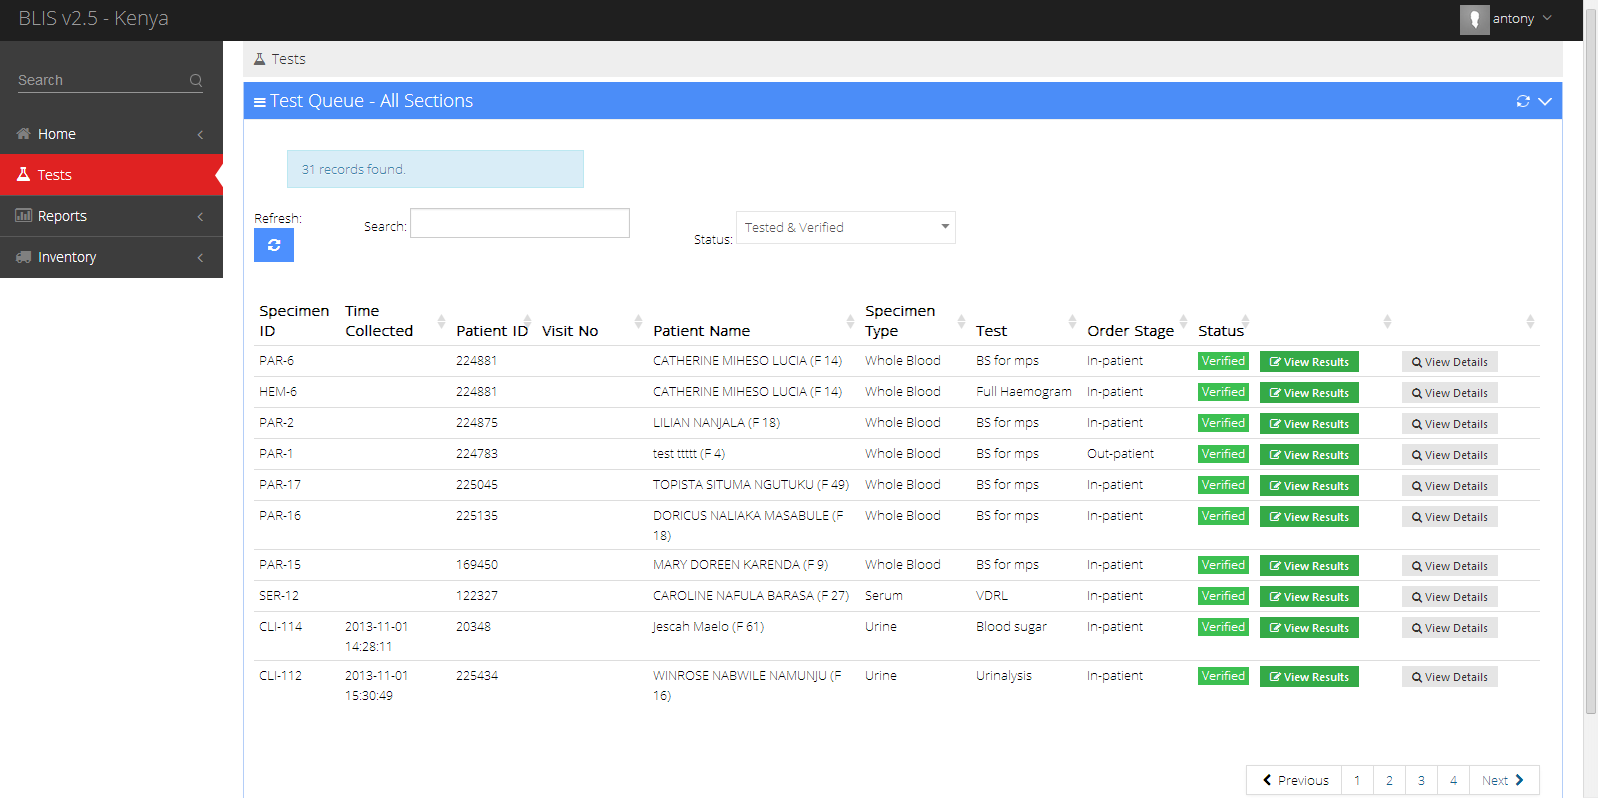 BLIS v2.5 - Kenya
antony
Search
Home
Tests
Reports
Inventory
Tests
Test Queue - All Sections
31 records found.
Refresh:
Search:
Status: Tested & Verified
Specimen ID Time Collected Patient ID Visit No Patient Name Specimen Type Test Order Stage Status
PAR-6 224881 CATHERINE MIHESO LUCIA (F 14) Whole Blood BS for mps In-patient Verified View Results View Details
HEM-6 224881 CATHERINE MIHESO LUCIA (F 14) Whole Blood Full Haemogram In-patient Verified View Results View Details
PAR-2 224875 LILIAN NANJALA (F 18) Whole Blood BS for mps In-patient Verified View Results View Details
PAR-1 224783 test ttttt (F 4) Whole Blood BS for mps Out-patient Verified View Results View Details
PAR-17 225045 TOPISTA SITUMA NGUTUKU (F 49) Whole Blood BS for mps In-patient Verified View Results View Details
PAR-16 225135 DORICUS NALIAKA MASABULE (F 18) Whole Blood BS for mps In-patient Verified View Results View Details
PAR-15 169450 MARY DOREEN KARENDA (F 9) Whole Blood BS for mps In-patient Verified View Results View Details
SER-12 122327 CAROLINE NAFULA BARASA (F 27) Serum VDRL In-patient Verified View Results View Details
CLI-114 2013-11-01 14:28:11 20348 Jescah Maelo (F 61) Urine Blood sugar In-patient Verified View Results View Details
CLI-112 2013-11-01 15:30:49 225434 WINROSE NABWILE NAMUNJU (F 16) Urine Urinalysis In-patient Verified View Results View Details
Previous 1 2 3 4 Next